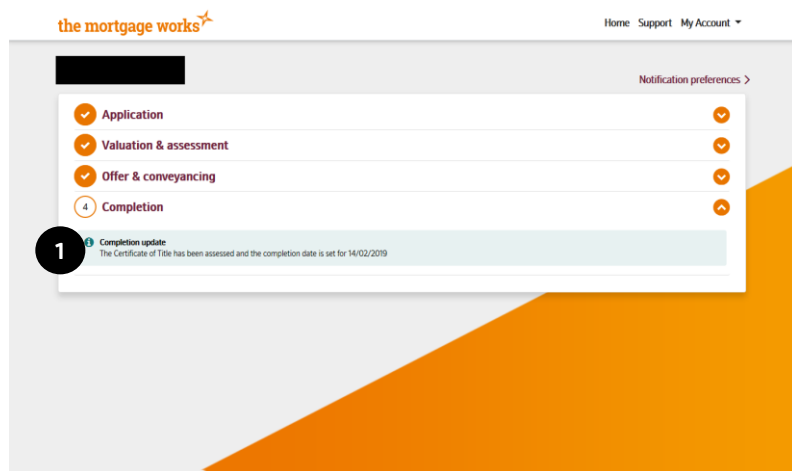 the mortgage works
Home Support My Account
Notification preferences
Application
Valuation & assessment
Offer & conveyancing
4 Completion
1
Completion update
The Certificate of Title has been assessed and the completion date is set for 14/02/2019